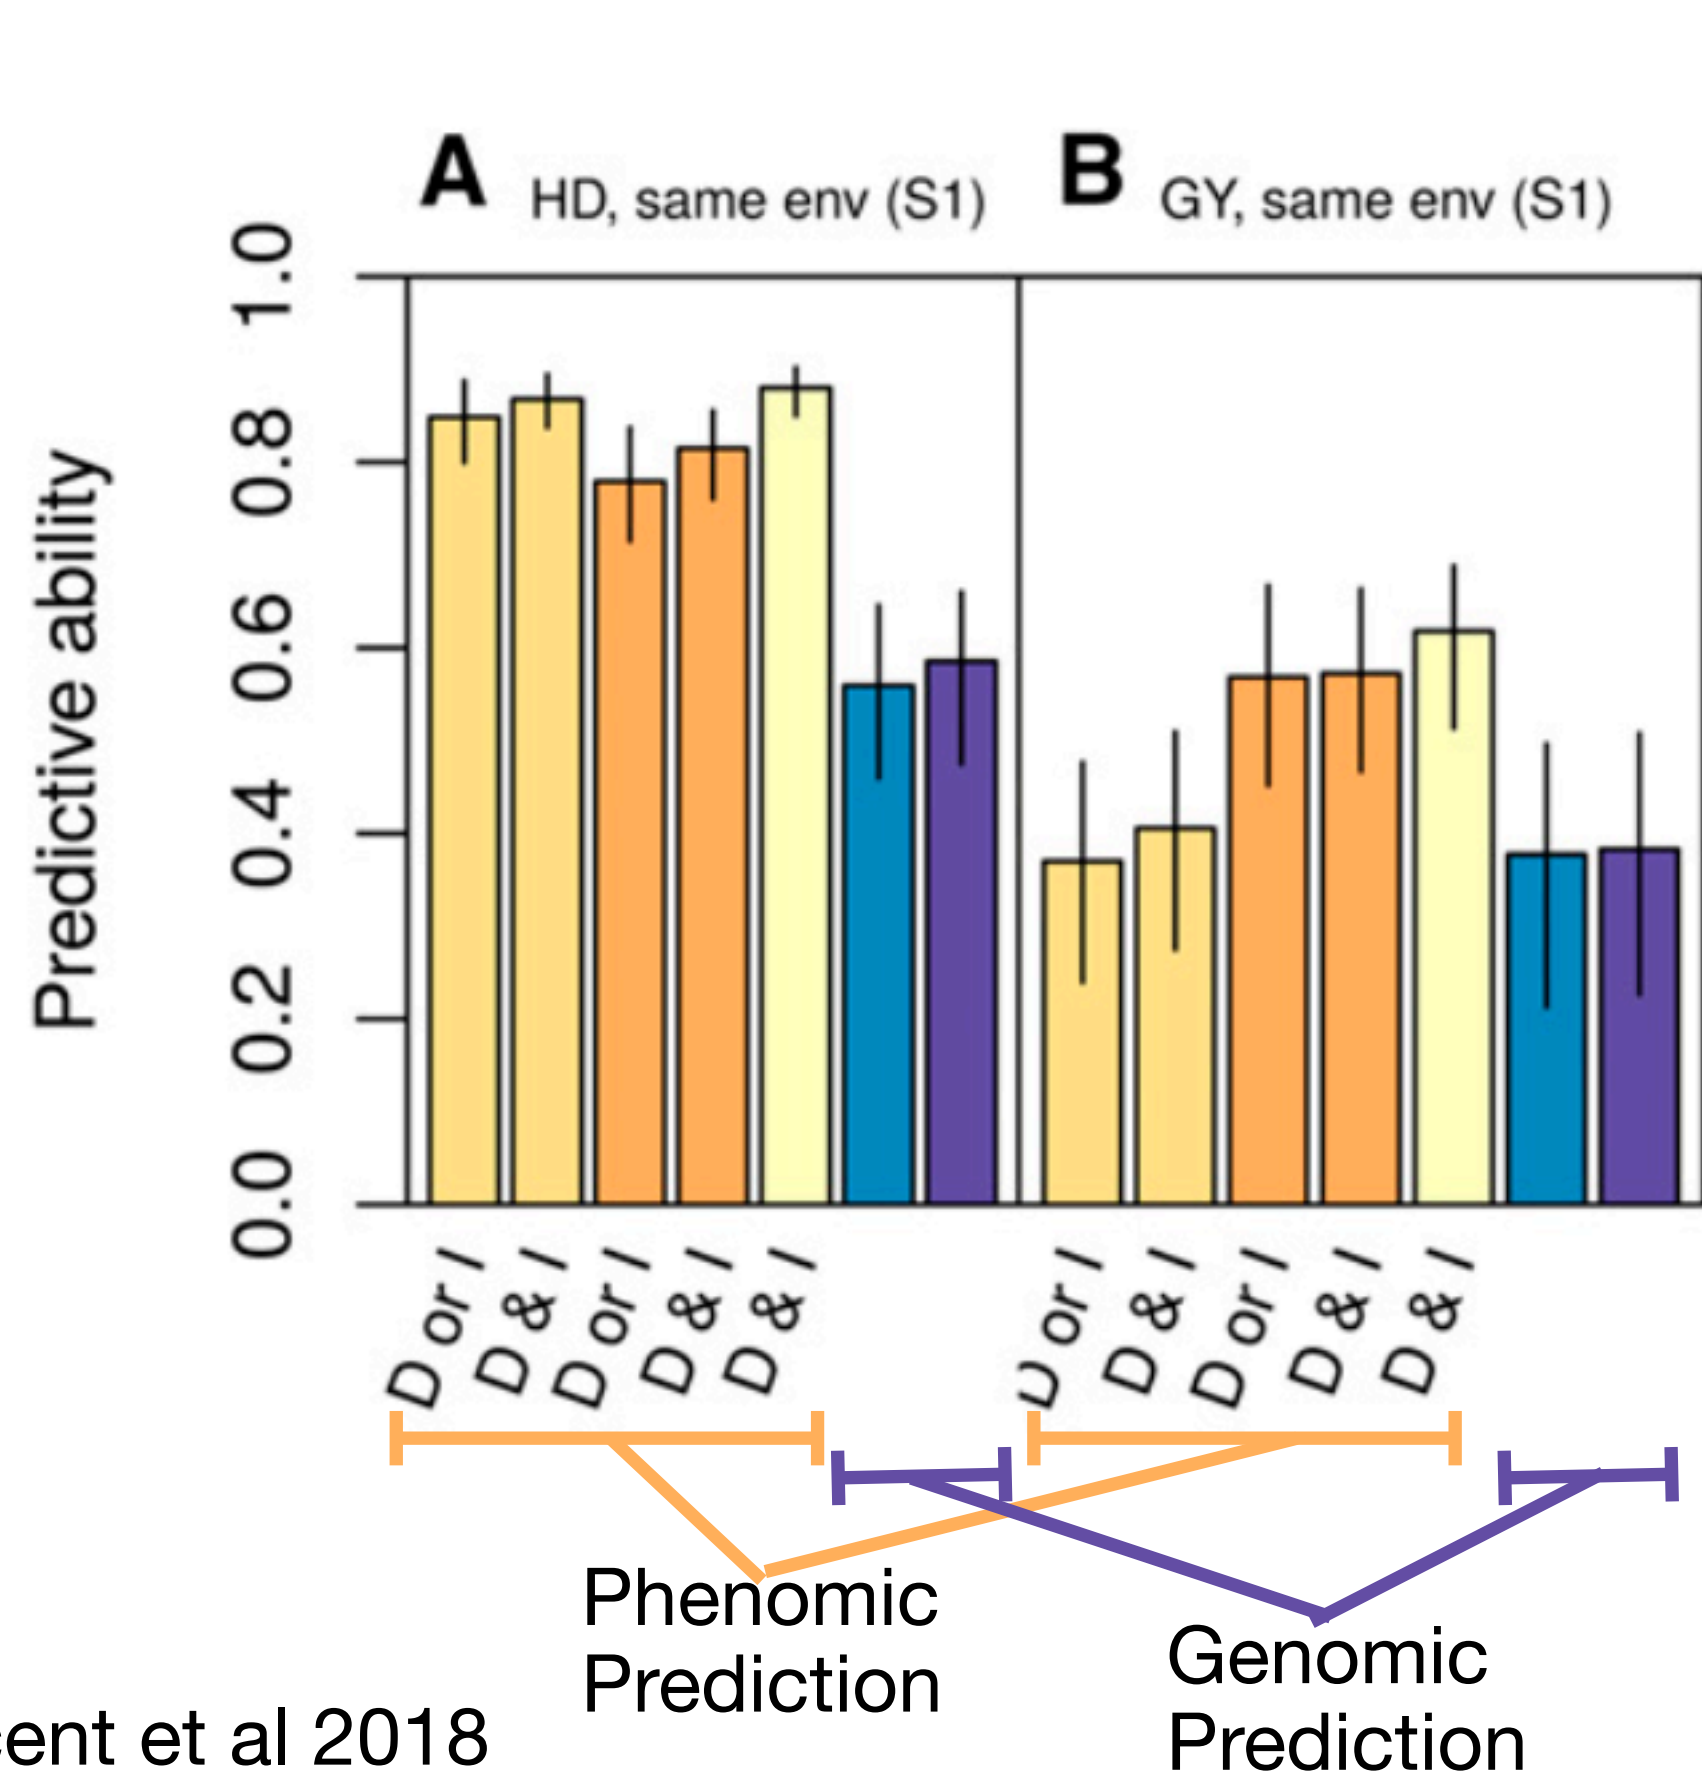 A HD, same env (S1)
B GY, same env (S1)
Predictive ability
1.0
0.8
0.6
0.4
0.2
0.0
D or I
D & I
D or I
D & I
D & I
D or I
D & I
D or I
D & I
D & I
Phenomic
Prediction
Genomic
Prediction
cent et al 2018